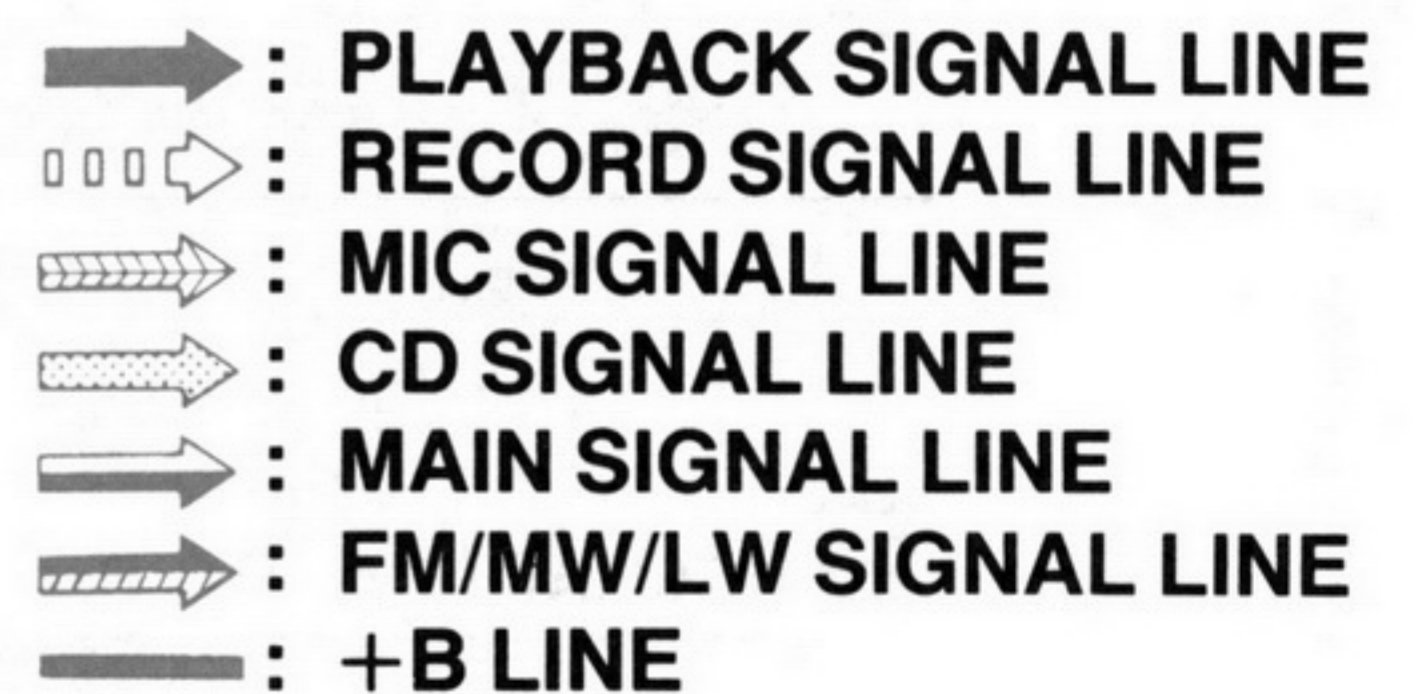 : PLAYBACK SIGNAL LINE
: RECORD SIGNAL LINE
: MIC SIGNAL LINE
: CD SIGNAL LINE
: MAIN SIGNAL LINE
: FM/MW/LW SIGNAL LINE
: +B LINE